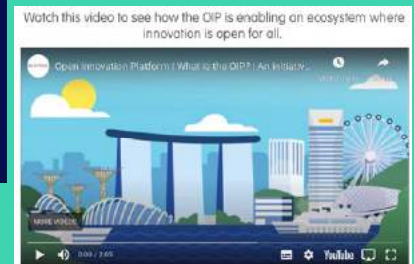 Watch this video to see how the OIP is enabling an ecosystem where
innovation is open for all.
Open Innovation Platform | What is the OIP? | An Initiativ...
MORE VIDEOS
0:00 / 2:05
YouTube